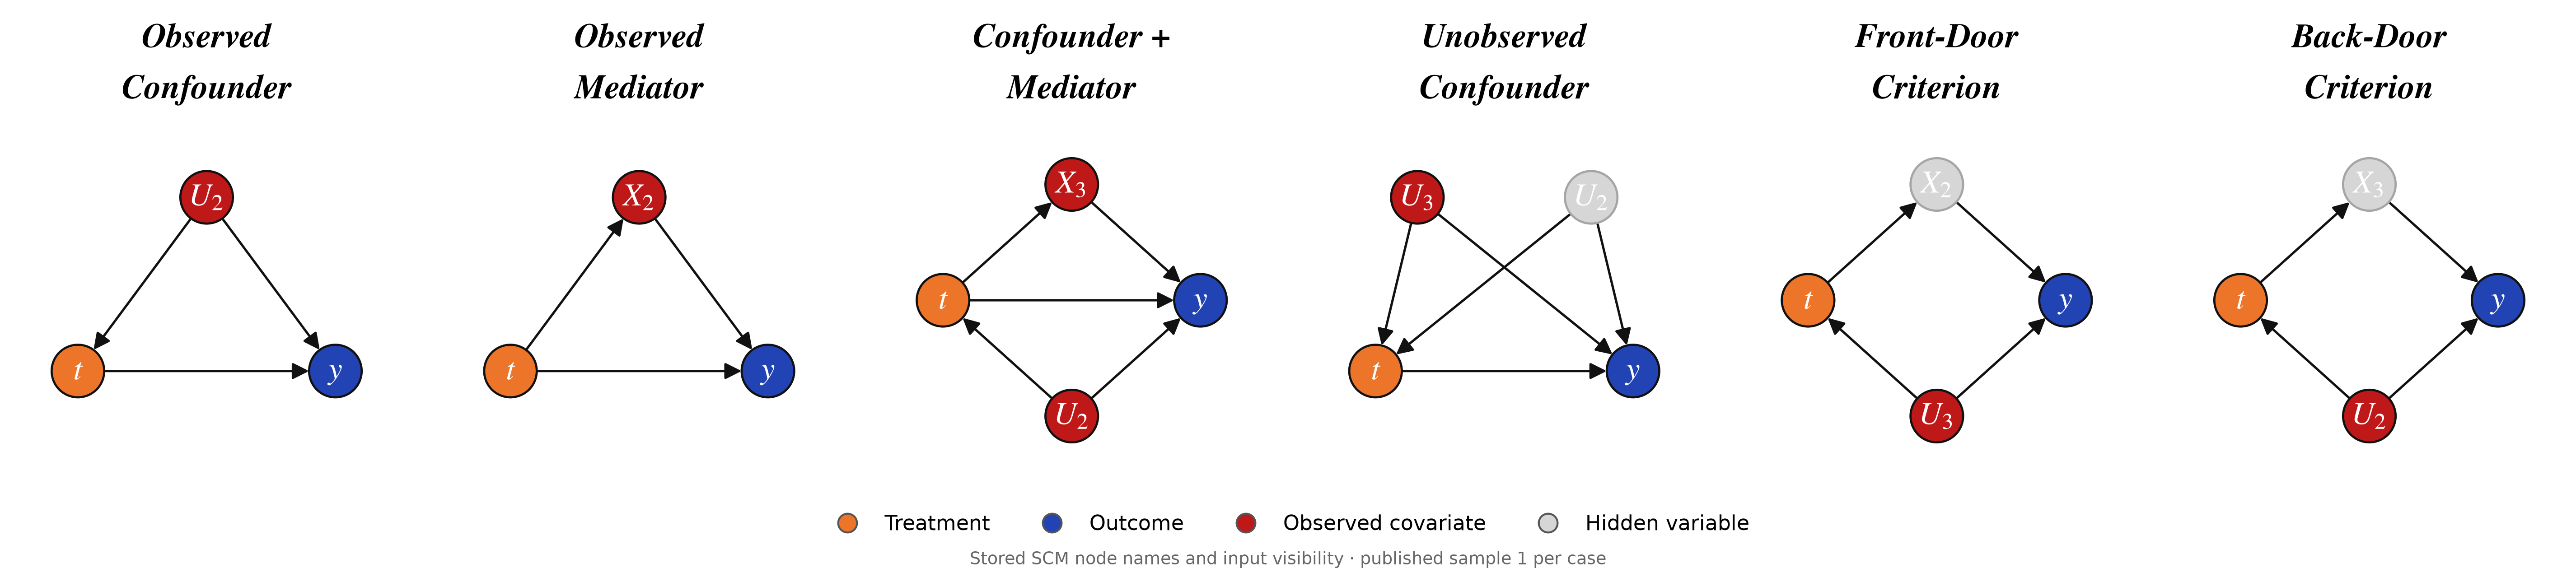 Observed
Confounder
Observed
Mediator
Confounder +
Mediator
Unobserved
Confounder
Front-Door
Criterion
Back-Door
Criterion
U₂
t
y
X₂
t
y
X₃
t
y
U₂
U₃
U₂
t
y
X₂
t
y
U₃
X₃
t
y
U₂
Treatment
Outcome
Observed covariate
Hidden variable
Stored SCM node names and input visibility · published sample 1 per case